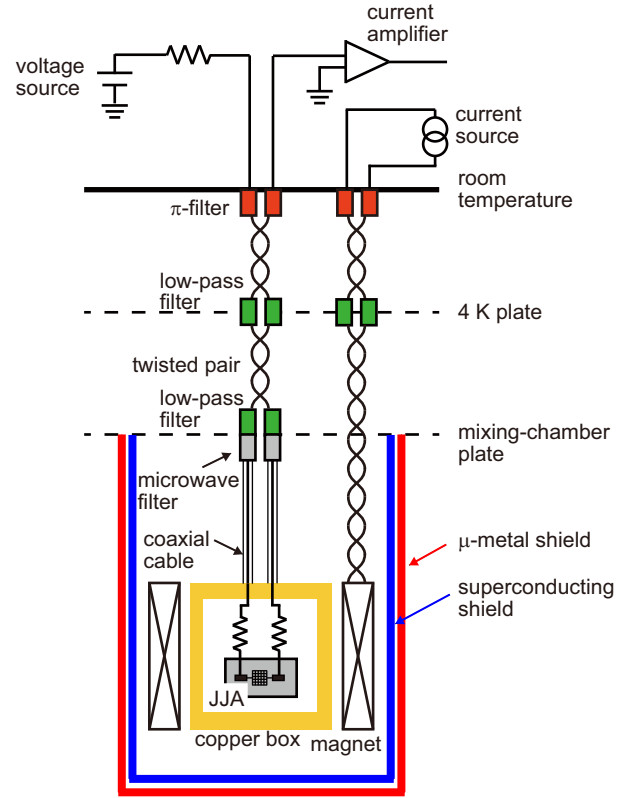 current
amplifier
voltage
source
current
source
room
temperature
π-filter
low-pass
filter
4 K plate
twisted pair
low-pass
filter
mixing-chamber
plate
microwave
filter
coaxial
cable
μ-metal shield
superconducting
shield
JJA
copper box
magnet